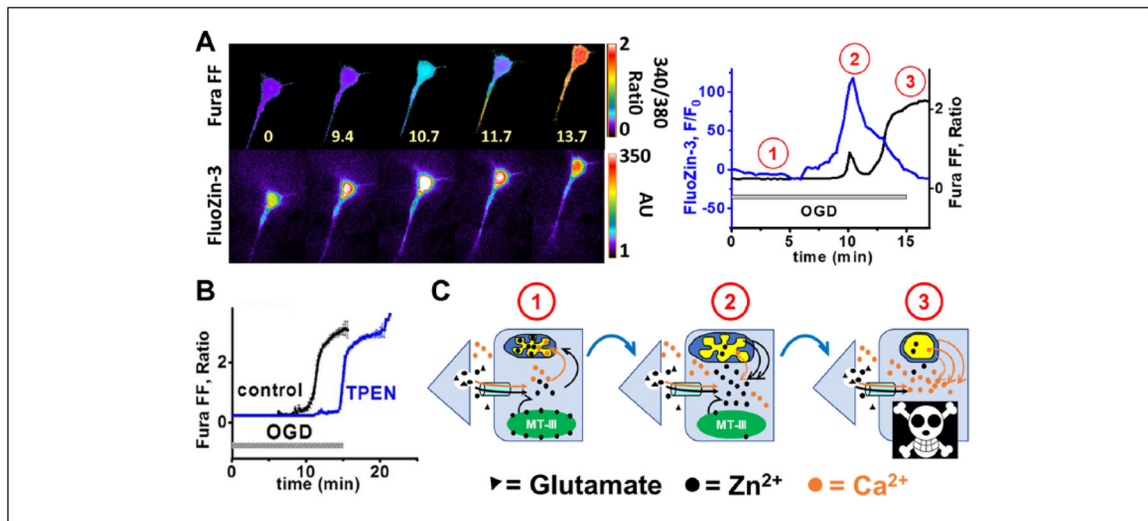 A
Fura FF
0
9.4
10.7
11.7
13.7
2
0
340/380
Ratio
FluoZin-3
350
1
AU
FluoZin-3, F/F0
100
50
0
-50
1
2
3
2
0
Fura FF, Ratio
OGD
0
5
10
15
time (min)
B
Fura FF, Ratio
2
0
control
TPEN
OGD
0
10
20
time (min)
C
1
2
3
MT-III
MT-III
= Glutamate
= Zn²⁺
= Ca²⁺